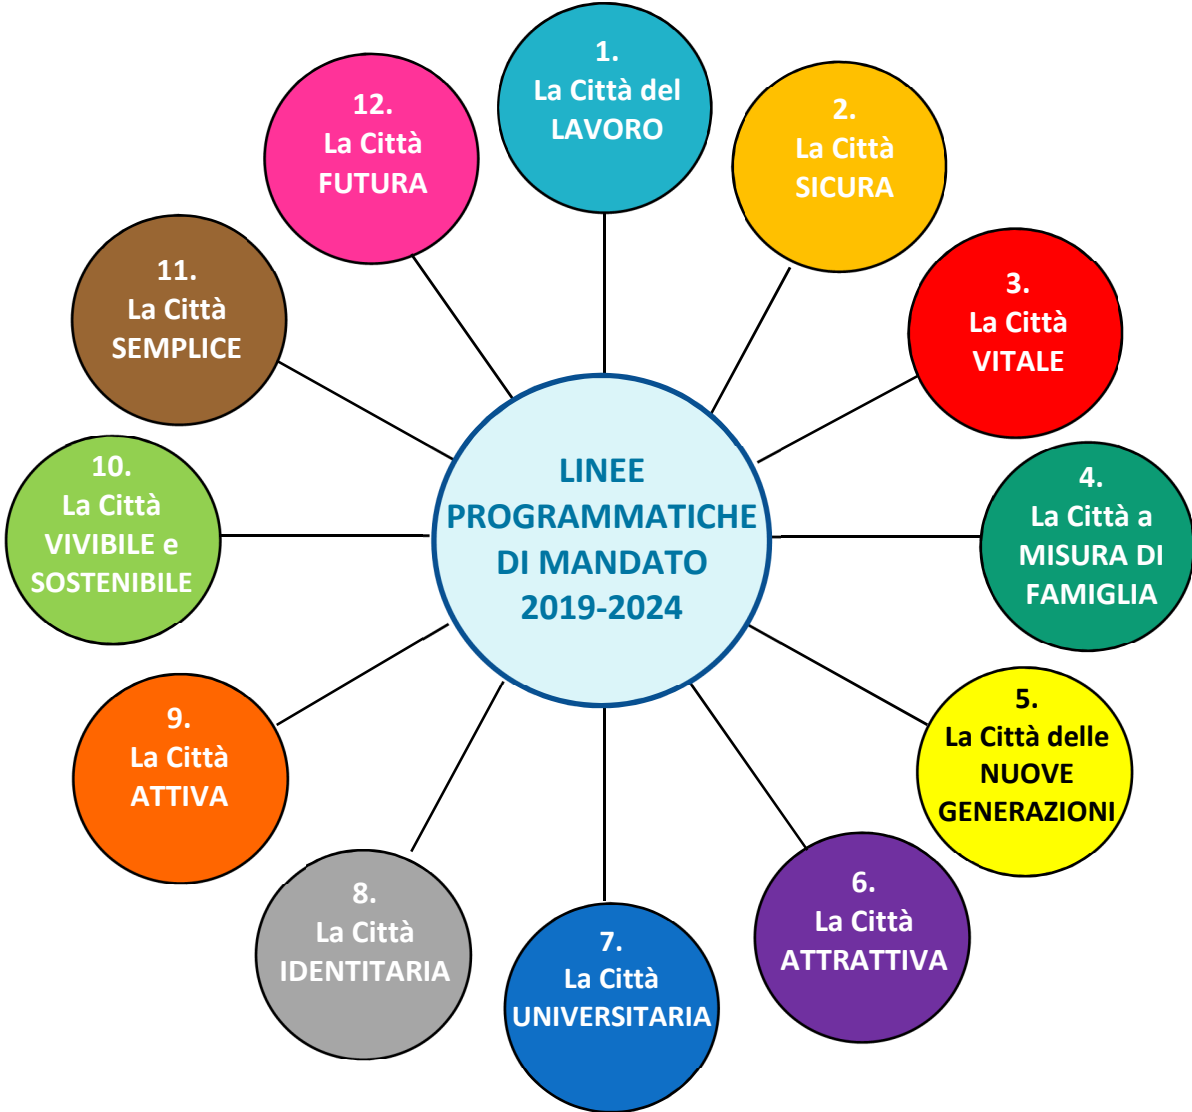 LINEE
PROGRAMMATICHE
DI MANDATO
2019-2024
1.
La Città del
LAVORO
2.
La Città
SICURA
3.
La Città
VITALE
4.
La Città a
MISURA DI
FAMIGLIA
5.
La Città delle
NUOVE
GENERAZIONI
6.
La Città
ATTRATTIVA
7.
La Città
UNIVERSITARIA
8.
La Città
IDENTITARIA
9.
La Città
ATTIVA
10.
La Città
VIVIBILE e
SOSTENIBILE
11.
La Città
SEMPLICE
12.
La Città
FUTURA